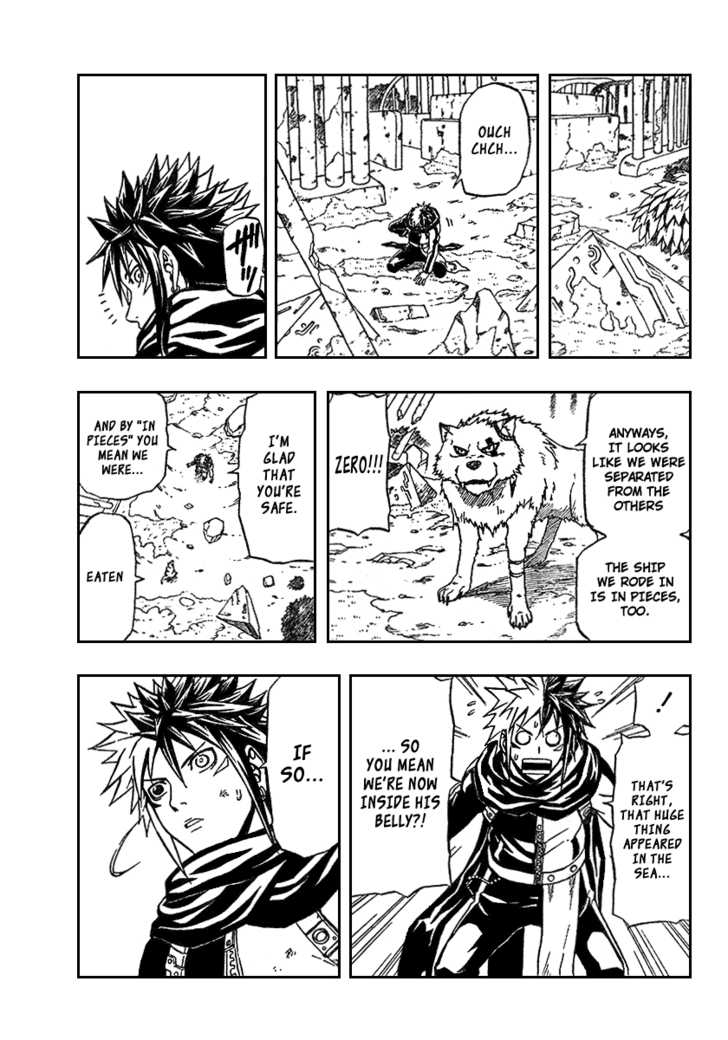 OUCH
CHCH...
ANYWAYS,
IT LOOKS
LIKE WE WERE
SEPARATED
FROM THE
OTHERS
THE SHIP
WE RODE IN
IS IN PIECES,
TOO.
ZERO!!!
I'M
GLAD
THAT
YOU'RE
SAFE.
AND BY "IN
PIECES" YOU
MEAN WE
WERE...
EATEN
!
THAT'S
RIGHT,
THAT HUGE
THING
APPEARED
IN THE
SEA...
... SO
YOU MEAN
WE'RE NOW
INSIDE HIS
BELLY?!
IF
SO...